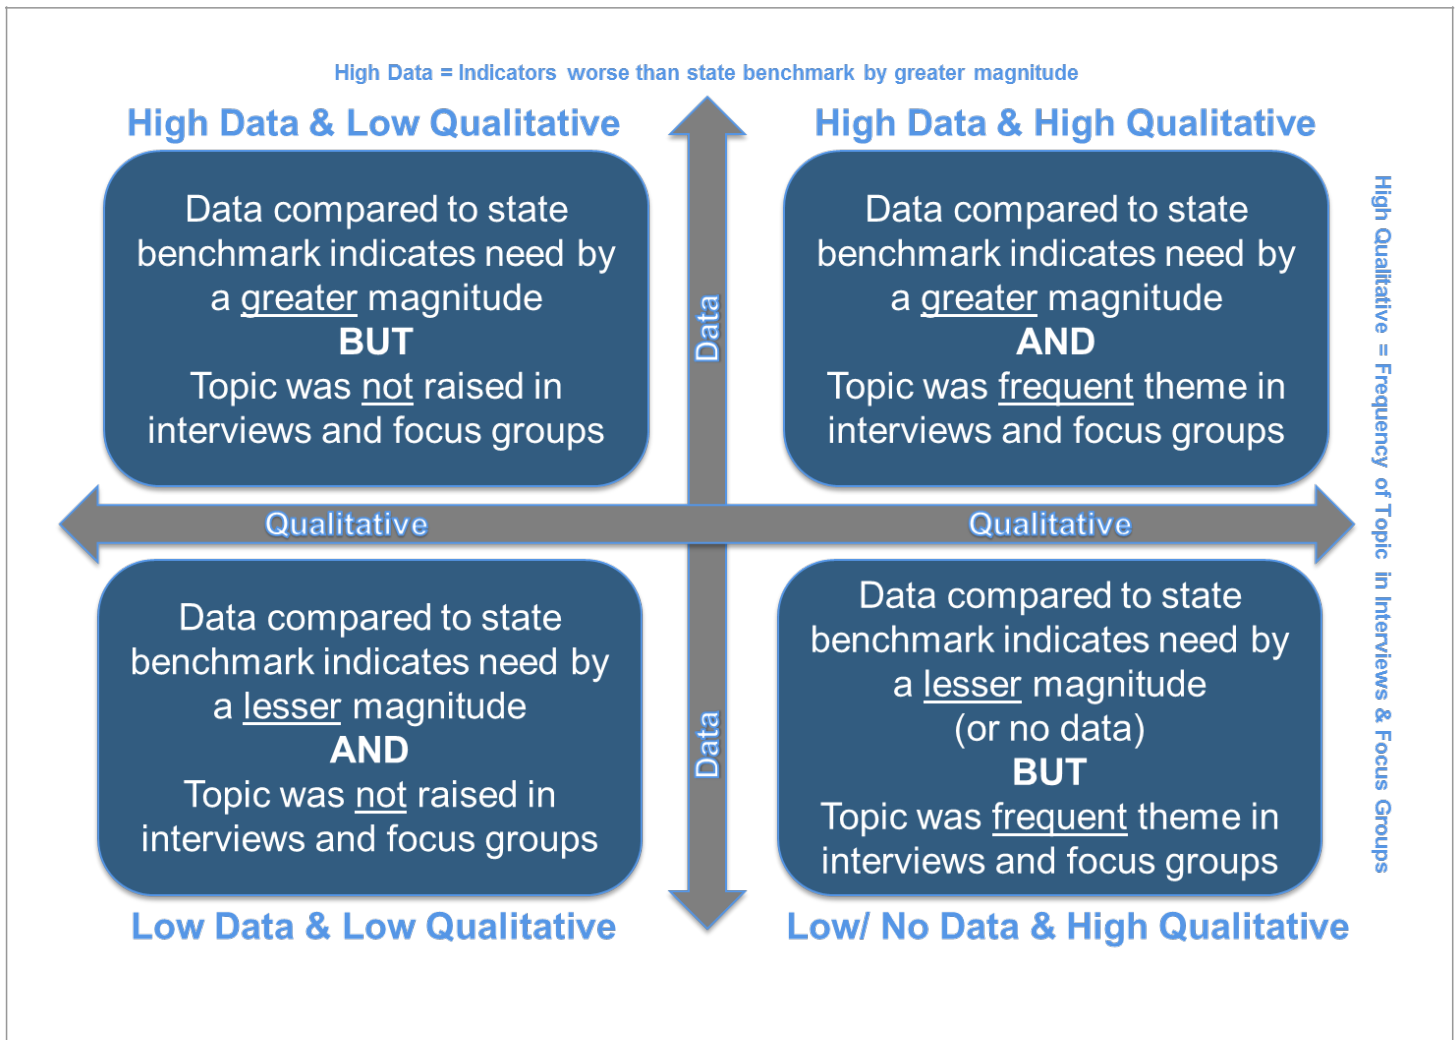 High Data = Indicators worse than state benchmark by greater magnitude
High Data & Low Qualitative
Data compared to state
benchmark indicates need by
a greater magnitude
BUT
Topic was not raised in
interviews and focus groups
High Data & High Qualitative
Data compared to state
benchmark indicates need by
a greater magnitude
AND
Topic was frequent theme in
interviews and focus groups
High Qualitative = Frequency of Topic in Interviews & Focus Groups
Data
Qualitative
Qualitative
Data
Data compared to state
benchmark indicates need by
a lesser magnitude
AND
Topic was not raised in
interviews and focus groups
Low Data & Low Qualitative
Data compared to state
benchmark indicates need by
a lesser magnitude
(or no data)
BUT
Topic was frequent theme in
interviews and focus groups
Low/ No Data & High Qualitative